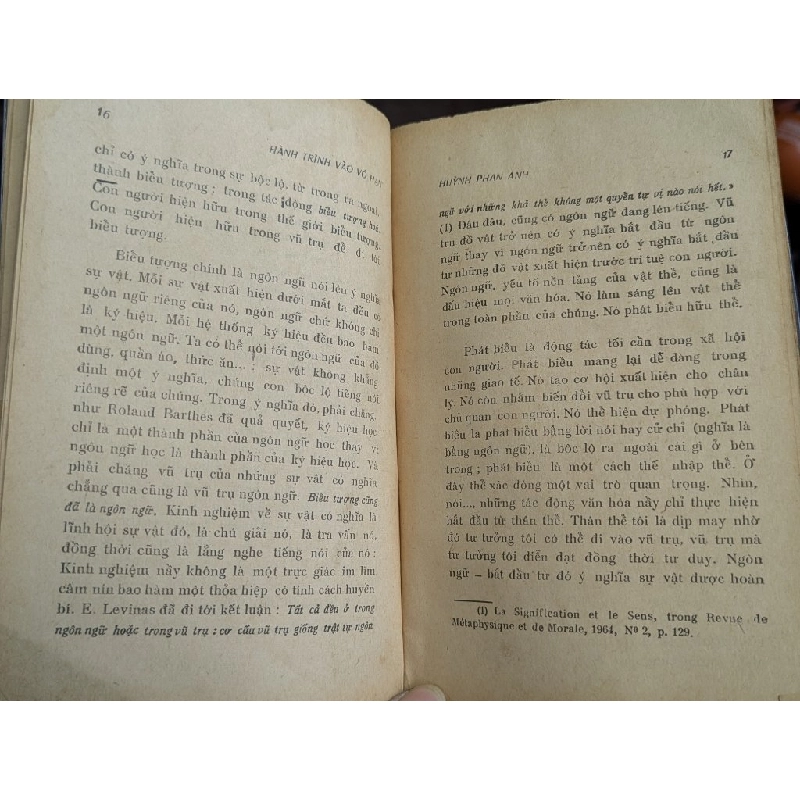 16
HÀNH TRÌNH VÀO VÔ
chỉ có ý nghĩa trong sự bộc lộ, từ trong ra ngoài,
thành biểu tượng; trong tác động biểu tượng hóa.
Con người hiện hữu trong thế giới biểu tượng.
Con người hiện hữu trong vũ trụ để đi tới
biểu tượng.
Biểu tượng chính là ngôn ngữ nói lên ý nghĩa
sự vật. Mỗi sự vật xuất hiện dưới mắt ta đều có
ngôn ngữ riêng của nó, ngôn ngữ chứ không chỉ
là ký hiệu. Mỗi hệ thống ký hiệu đều bao hàm
một ngôn ngữ. Ta có thể nói tới ngôn ngữ của đồ
dùng, quần áo, thức ăn...; sự vật không khẳng
định một ý nghĩa, chúng còn bộc lộ tiếng nói
riêng rẽ của chúng. Trong ý nghĩa đó, phải chăng,
như Roland Barthes đã quả quyết, ký hiệu học
chỉ là một thành phần của ngôn ngữ học thay vì
ngôn ngữ học là thành phần của ký hiệu học. Và
phải chăng vũ trụ của những sự vật có nghĩa
chẳng qua cũng là vũ trụ ngôn ngữ. Biểu tượng cũng
đã là ngôn ngữ. Kinh nghiệm về sự vật có nghĩa là
lĩnh hội sự vật đó, là chú giải nó, là tra vấn nó,
đồng thời cũng là lắng nghe tiếng nói của nó:
Kinh nghiệm nầy không là một trực giác im lìm
câm nín bao hàm một thỏa hiệp có tính cách huyền
bí. E. Levinas đã đi tới kết luận : Tất cả đều ở trong
ngôn ngữ hoặc trong vũ trụ ; cơ cấu vũ trụ giống trật tự ngôn
HUỲNH PHAN ANH
17
ngữ với những khả thể không một quyền tự vị nào nói hết.»
(1) Dầu đâu, cũng có ngôn ngữ đang lên tiếng. Vũ
trụ đồ vật trở nên có ý nghĩa bắt đầu từ ngôn
ngữ thay vì ngôn ngữ trở nên có ý nghĩa bắt đầu
từ những đồ vật xuất hiện trước trí tuệ con người.
Ngôn ngữ, yếu tố nền tảng của vật thể, cũng là
dấu hiệu mọi văn hóa. Nó làm sáng lên vật thể
trong toàn phần của chúng. Nó phát biểu hữu thể.
Phát biểu là động tác tối cần trong xã hội
con người. Phát biểu mang lại dễ dàng trong
những giao tế. Nó tạo cơ hội xuất hiện cho chân
lý. Nó còn nhằm biến đổi vũ trụ cho phù hợp với
chủ quan con người. Nó thể hiện dự phóng. Phát
biểu là phát biểu bằng lời nói hay cử chỉ (nghĩa là
bằng ngôn ngữ), là bộc lộ ra ngoài cái gì ở bên
trong ; phát biểu là một cách thế nhập thể. Ở
đây thể xác đóng một vai trò quan trọng. Nhìn,
nói..., những tác động văn hóa nầy chỉ thực hiện
bắt đầu từ thân thể. Thân thể tôi là dịp may nhờ
đó tư tưởng tôi có thể đi vào vũ trụ, vũ trụ mà
tư tưởng tôi diễn đạt đồng thời tư duy. Ngôn
ngữ – bắt đầu từ đó ý nghĩa sự vật được hoàn
(1) La Signification et le Sens, trong Revue de
Métaphysique et de Morale, 1964, Nº 2, p. 129.